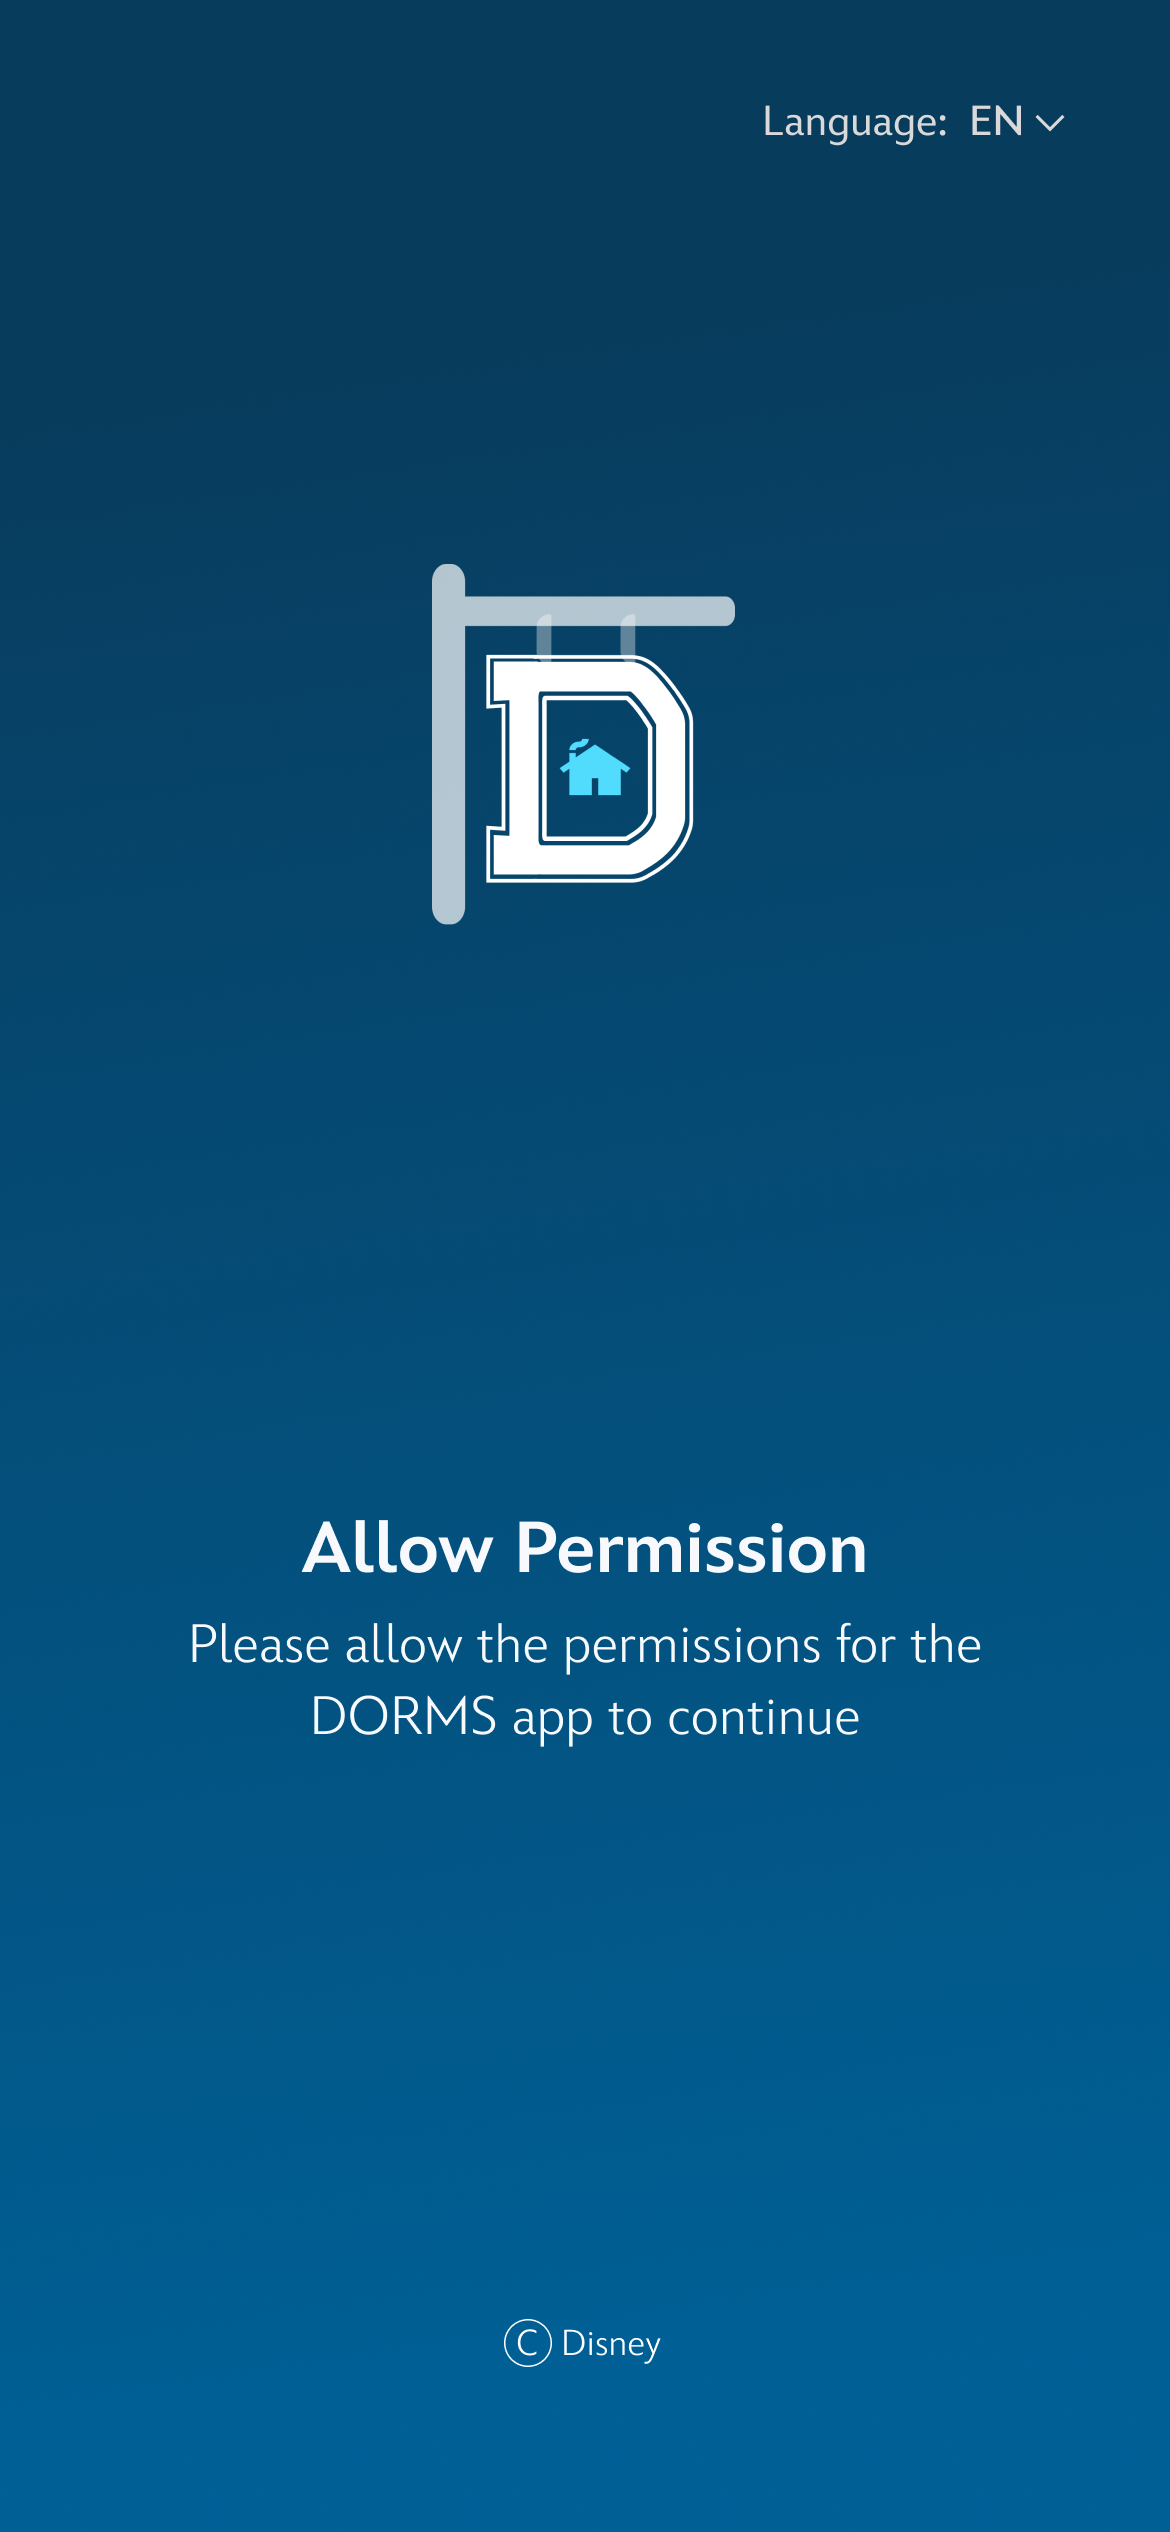 Language: EN
D
Allow Permission
Please allow the permissions for the
DORMS app to continue
© Disney